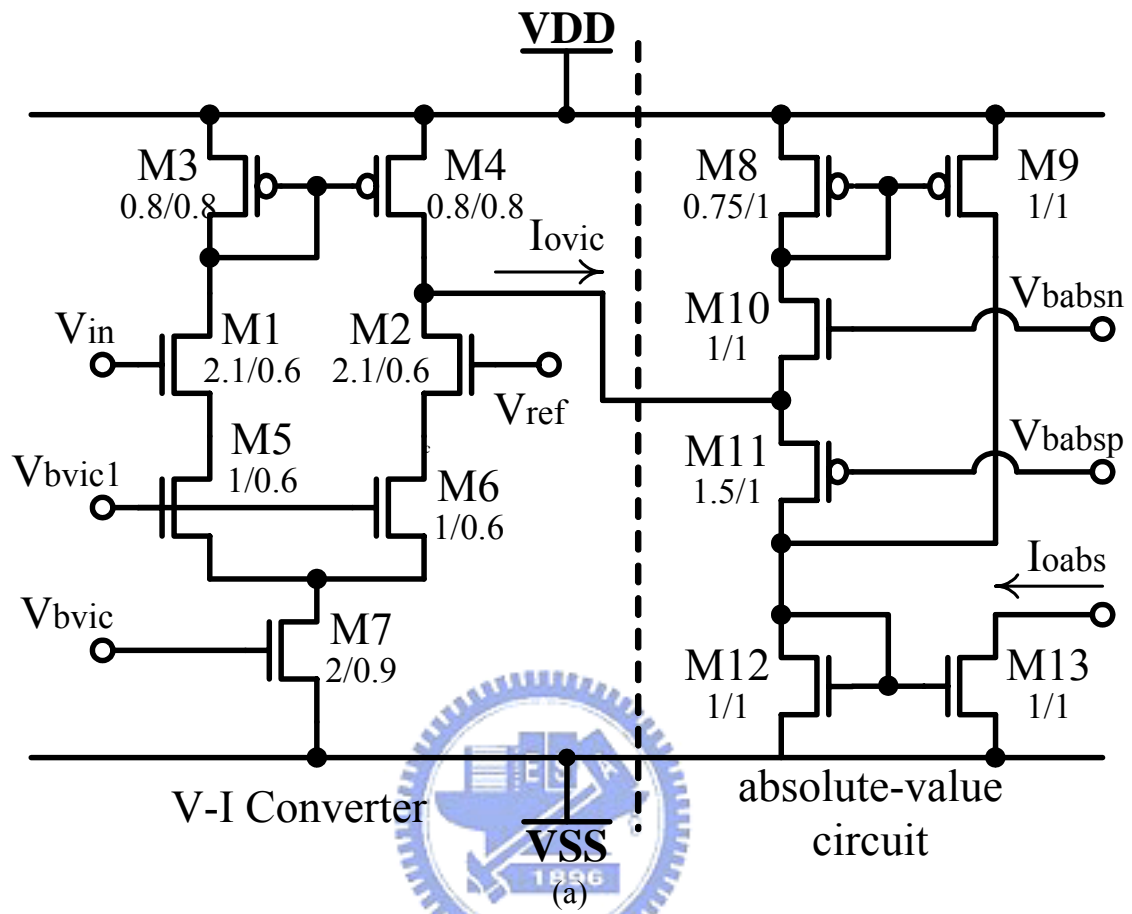 VDD
M3
0.8/0.8
M4
0.8/0.8
M8
0.75/1
M9
1/1
Iovic
Vin
M1
2.1/0.6
M2
2.1/0.6
Vref
M10
1/1
Vbabsn
M11
1.5/1
Vbabsp
Vbvic1
M5
1/0.6
M6
1/0.6
Ioabs
Vbvic
M7
2/0.9
M12
1/1
M13
1/1
V-I Converter
absolute-value
circuit
VSS
1896
(a)